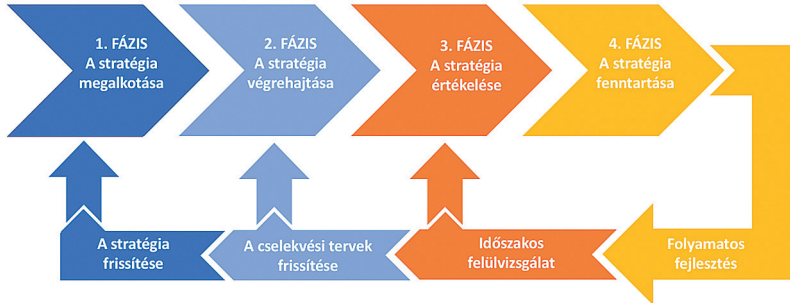 1. FÁZIS
A stratégia
megalkotása
2. FÁZIS
A stratégia
végrehajtása
3. FÁZIS
A stratégia
értékelése
4. FÁZIS
A stratégia
fenntartása
A stratégia
frissítése
A cselekvési tervek
frissítése
Időszakos
felülvizsgálat
Folyamatos
fejlesztés